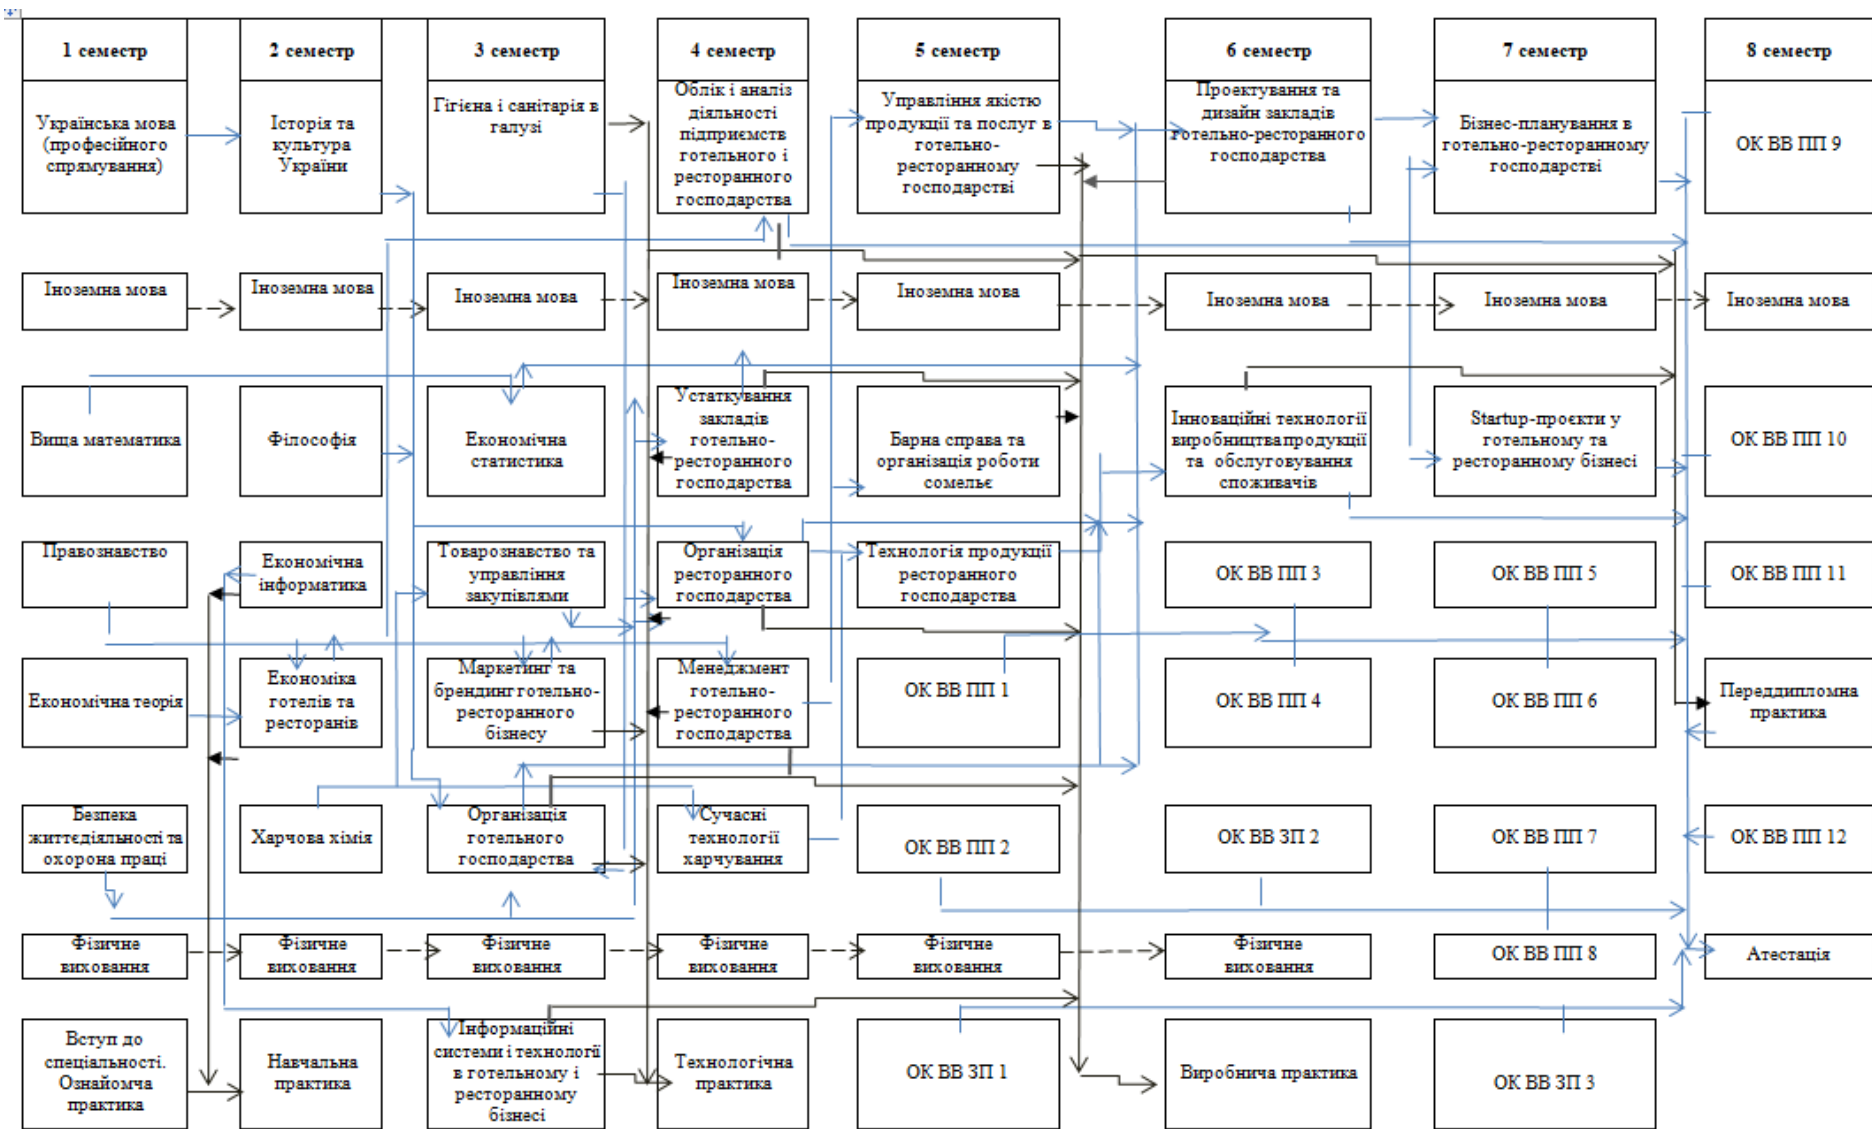 1 семестр
2 семестр
3 семестр
4 семестр
5 семестр
6 семестр
7 семестр
8 семестр
Українська мова
(професійного
спрямування)
Історія та
культура
України
Гігієна і санітарія в
галузі
Облік і аналіз
діяльності
підприємств
готельного і
ресторанного
господарства
Управління якістю
продукції та послуг в
готельно-
ресторанному
господарстві
Проектування та
дизайн закладів
готельно-ресторанного
господарства
Бізнес-планування в
готельно-ресторанному
господарстві
ОК ВВ ПП 9
Іноземна мова
Іноземна мова
Іноземна мова
Іноземна мова
Іноземна мова
Іноземна мова
Іноземна мова
Іноземна мова
Вища математика
Філософія
Економічна
статистика
Устаткування
закладів
готельно-
ресторанного
господарства
Барна справа та
організація роботи
сомельє
Інноваційні технології
виробництва продукції
та обслуговування
споживачів
Startup-проєкти у
готельному та
ресторанному бізнесі
ОК ВВ ПП 10
Правознавство
Економічна
інформатика
Товарознавство та
управління
закупівлями
Організація
ресторанного
господарства
Технологія продукції
ресторанного
господарства
ОК ВВ ПП 3
ОК ВВ ПП 5
ОК ВВ ПП 11
Економічна теорія
Економіка
готелів та
ресторанів
Маркетинг та
брендинг готельно-
ресторанного
бізнесу
Менеджмент
готельно-
ресторанного
господарства
ОК ВВ ПП 1
ОК ВВ ПП 4
ОК ВВ ПП 6
Переддипломна
практика
Безпека
життєдіяльності та
охорона праці
Харчова хімія
Організація
готельного
господарства
Сучасні
технології
харчування
ОК ВВ ПП 2
ОК ВВ ЗП 2
ОК ВВ ПП 7
ОК ВВ ПП 12
Фізичне
виховання
Фізичне
виховання
Фізичне
виховання
Фізичне
виховання
Фізичне
виховання
Фізичне
виховання
ОК ВВ ПП 8
Атестація
Вступ до
спеціальності.
Ознайомча
практика
Навчальна
практика
Інформаційні
системи і технології
в готельному і
ресторанному
бізнесі
Технологічна
практика
ОК ВВ ЗП 1
Виробнича практика
ОК ВВ ЗП 3